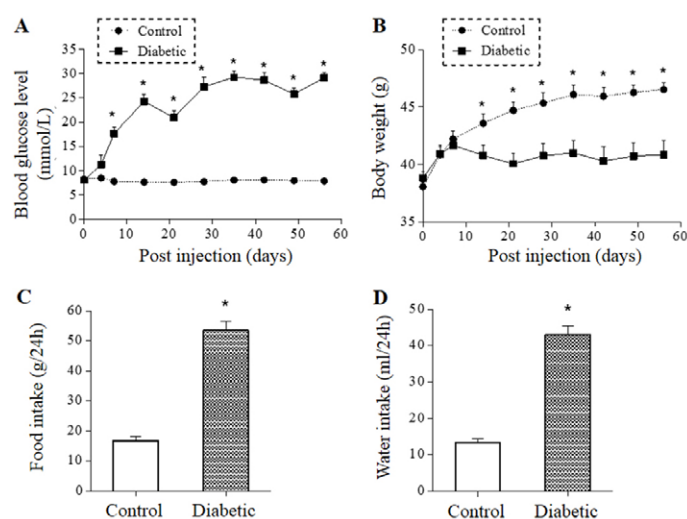 A
Control
Diabetic
Blood glucose level
(mmol/L)
35
30
25
20
15
10
5
0
* * * * * * * *
0 10 20 30 40 50 60
Post injection (days)
B
Control
Diabetic
Body weight (g)
50
45
40
35
* * * * * * *
0 10 20 30 40 50 60
Post injection (days)
C
Food intake (g/24h)
60
50
40
30
20
10
0
*
Control Diabetic
D
Water intake (ml/24h)
50
40
30
20
10
0
*
Control Diabetic